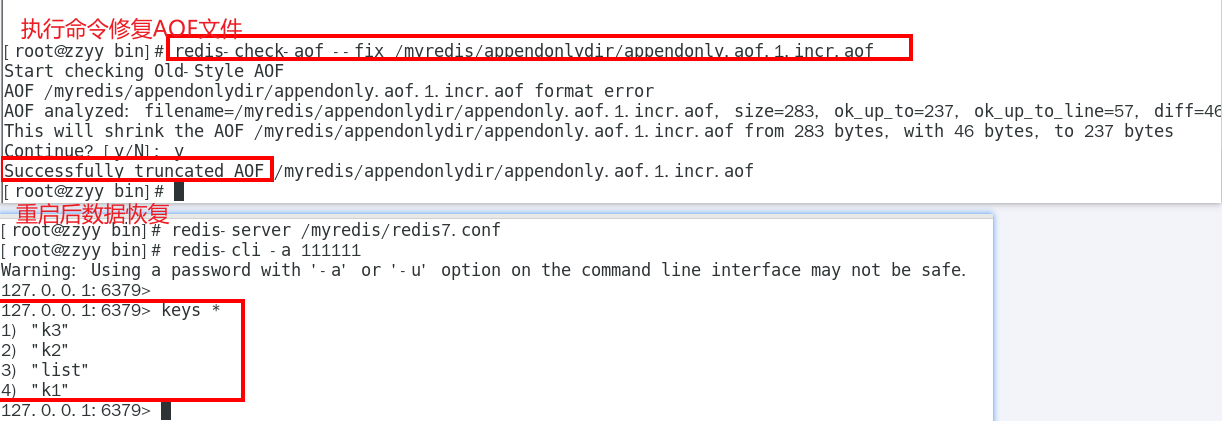 执行命令修复AOF文件
[root@zzyy bin]# redis-check-aof --fix /myredis/appendonlydir/appendonly.aof.1.incr.aof
Start checking Old-Style AOF
AOF /myredis/appendonlydir/appendonly.aof.1.incr.aof format error
AOF analyzed: filename=/myredis/appendonlydir/appendonly.aof.1.incr.aof, size=283, ok_up_to=237, ok_up_to_line=57, diff=46
This will shrink the AOF /myredis/appendonlydir/appendonly.aof.1.incr.aof from 283 bytes, with 46 bytes, to 237 bytes
Continue? [y/N]: y
Successfully truncated AOF /myredis/appendonlydir/appendonly.aof.1.incr.aof
[root@zzyy bin]#
重启后数据恢复
[root@zzyy bin]# redis-server /myredis/redis7.conf
[root@zzyy bin]# redis-cli -a 111111
Warning: Using a password with '-a' or '-u' option on the command line interface may not be safe.
127.0.0.1:6379>
127.0.0.1:6379> keys *
1) "k3"
2) "k2"
3) "list"
4) "k1"
127.0.0.1:6379>